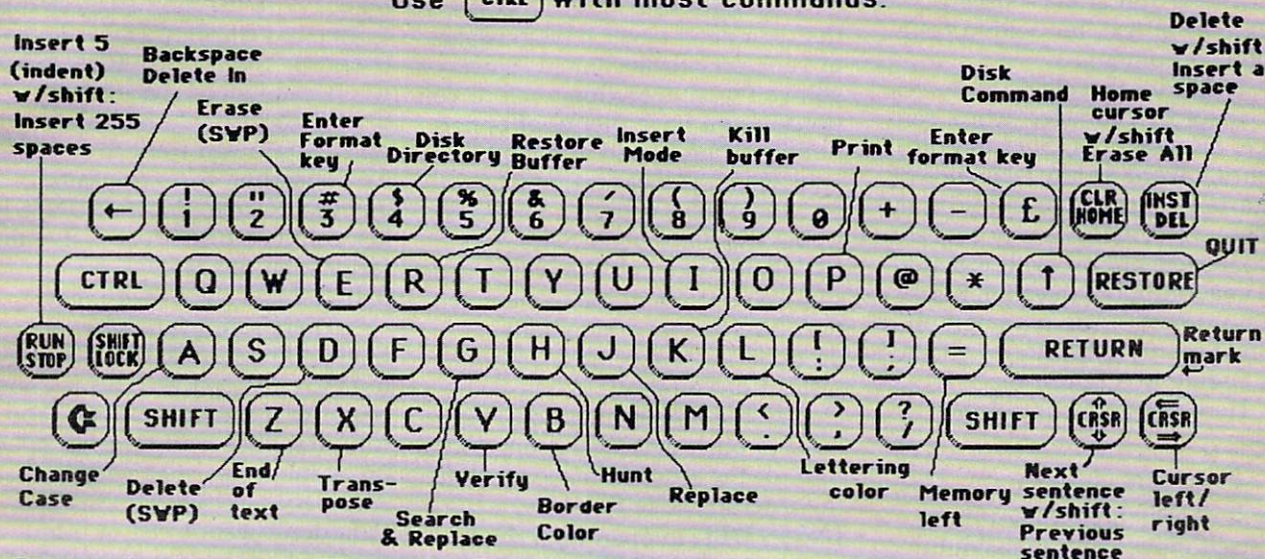 Use CTRL with most commands.
Insert 5
(indent)
w/shift:
Insert 255
spaces
Backspace
Delete In
Erase
(SWP)
Enter
Format
key
Disk
Directory
Restore
Buffer
Insert
Mode
Kill
buffer
Print
Enter
format key
Disk
Command
Home
cursor
w/shift
Erase All
Delete
w/shift
Insert a
space
← ! 1 " 2 # 3 $ 4 % 5 & 6 ' 7 ( 8 ) 9 0 + - £ CLR HOME INST DEL
QUIT
CTRL Q W E R T Y U I O P @ * ↑ RESTORE
RUN STOP SHIFT LOCK A S D F G H J K L [ : ] ; = RETURN
Return
mark
↵
SHIFT Z X C V B N M < . > , ? / SHIFT ⇑ CRSR ⇓ ⇐ CRSR ⇒
Change
Case
Delete
(SWP)
End
of
text
Trans-
pose
Search
& Replace
Verify
Border
Color
Hunt
Replace
Lettering
color
Memory
left
Next
sentence
w/shift:
Previous
sentence
Cursor
left/
right